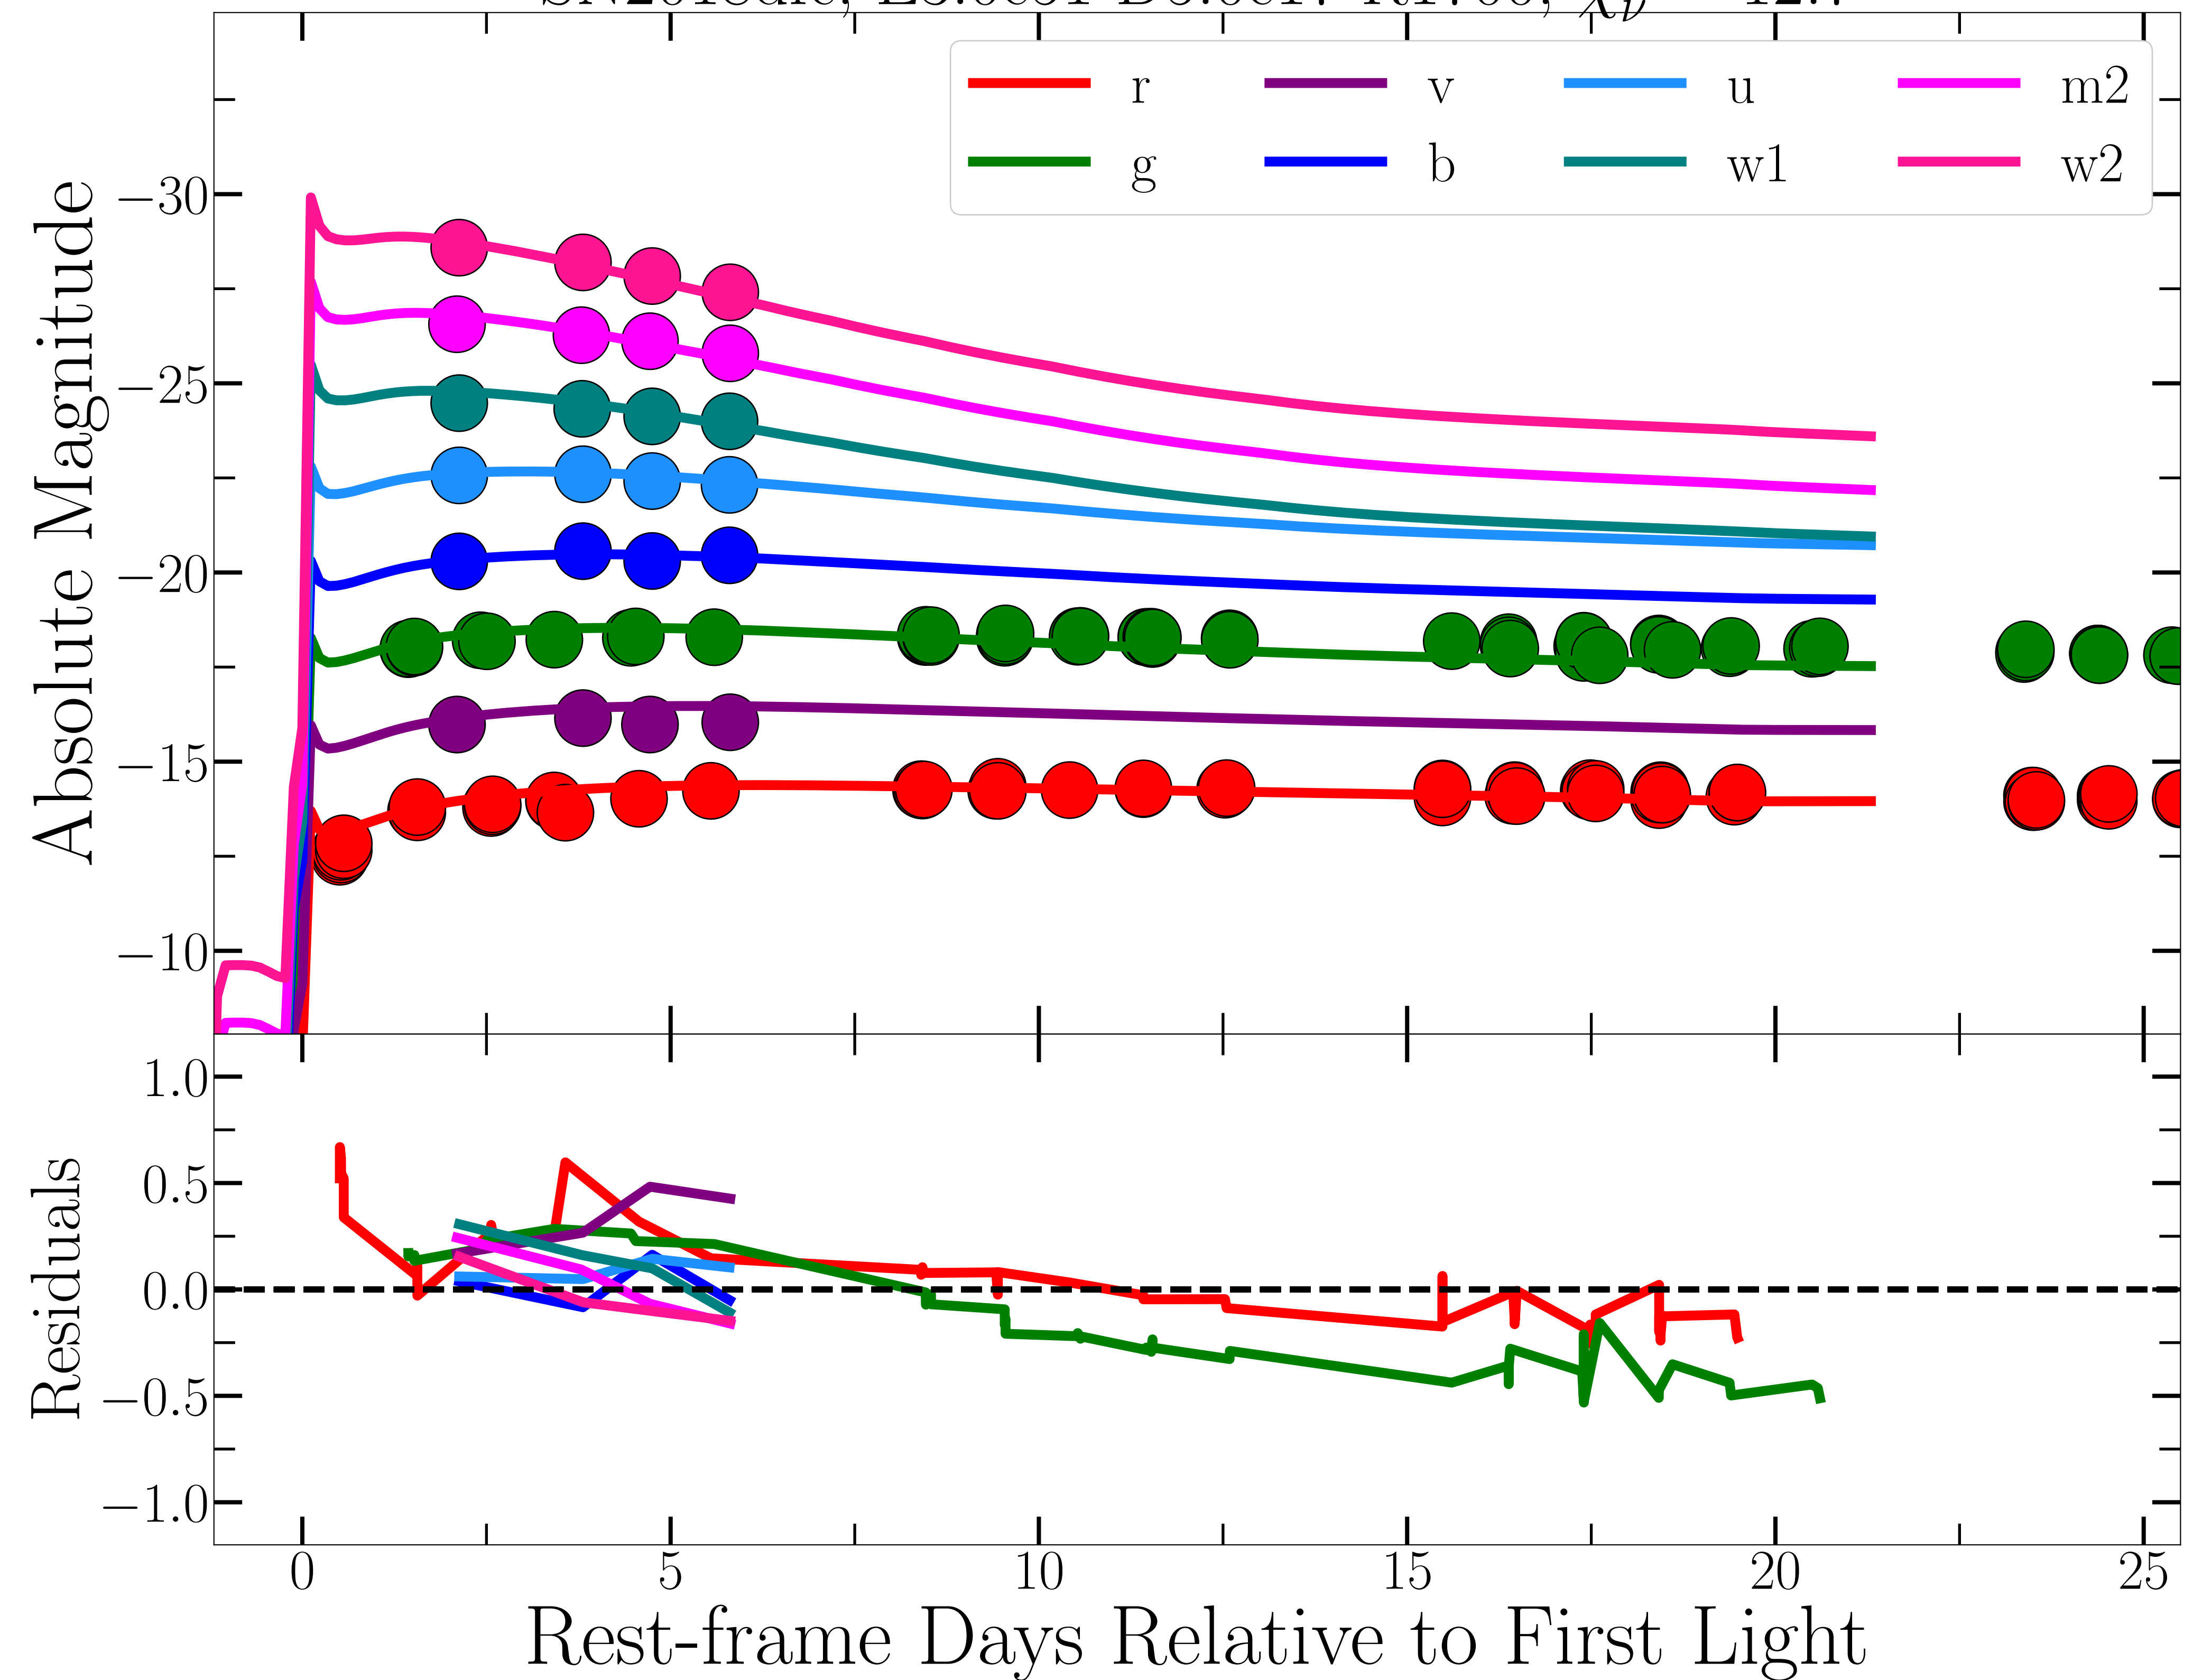 r v u m2
g b w1 w2
Absolute Magnitude
−30
−25
−20
−15
−10
Residuals
1.0
0.5
0.0
−0.5
−1.0
0 5 10 15 20 25
Rest-frame Days Relative to First Light